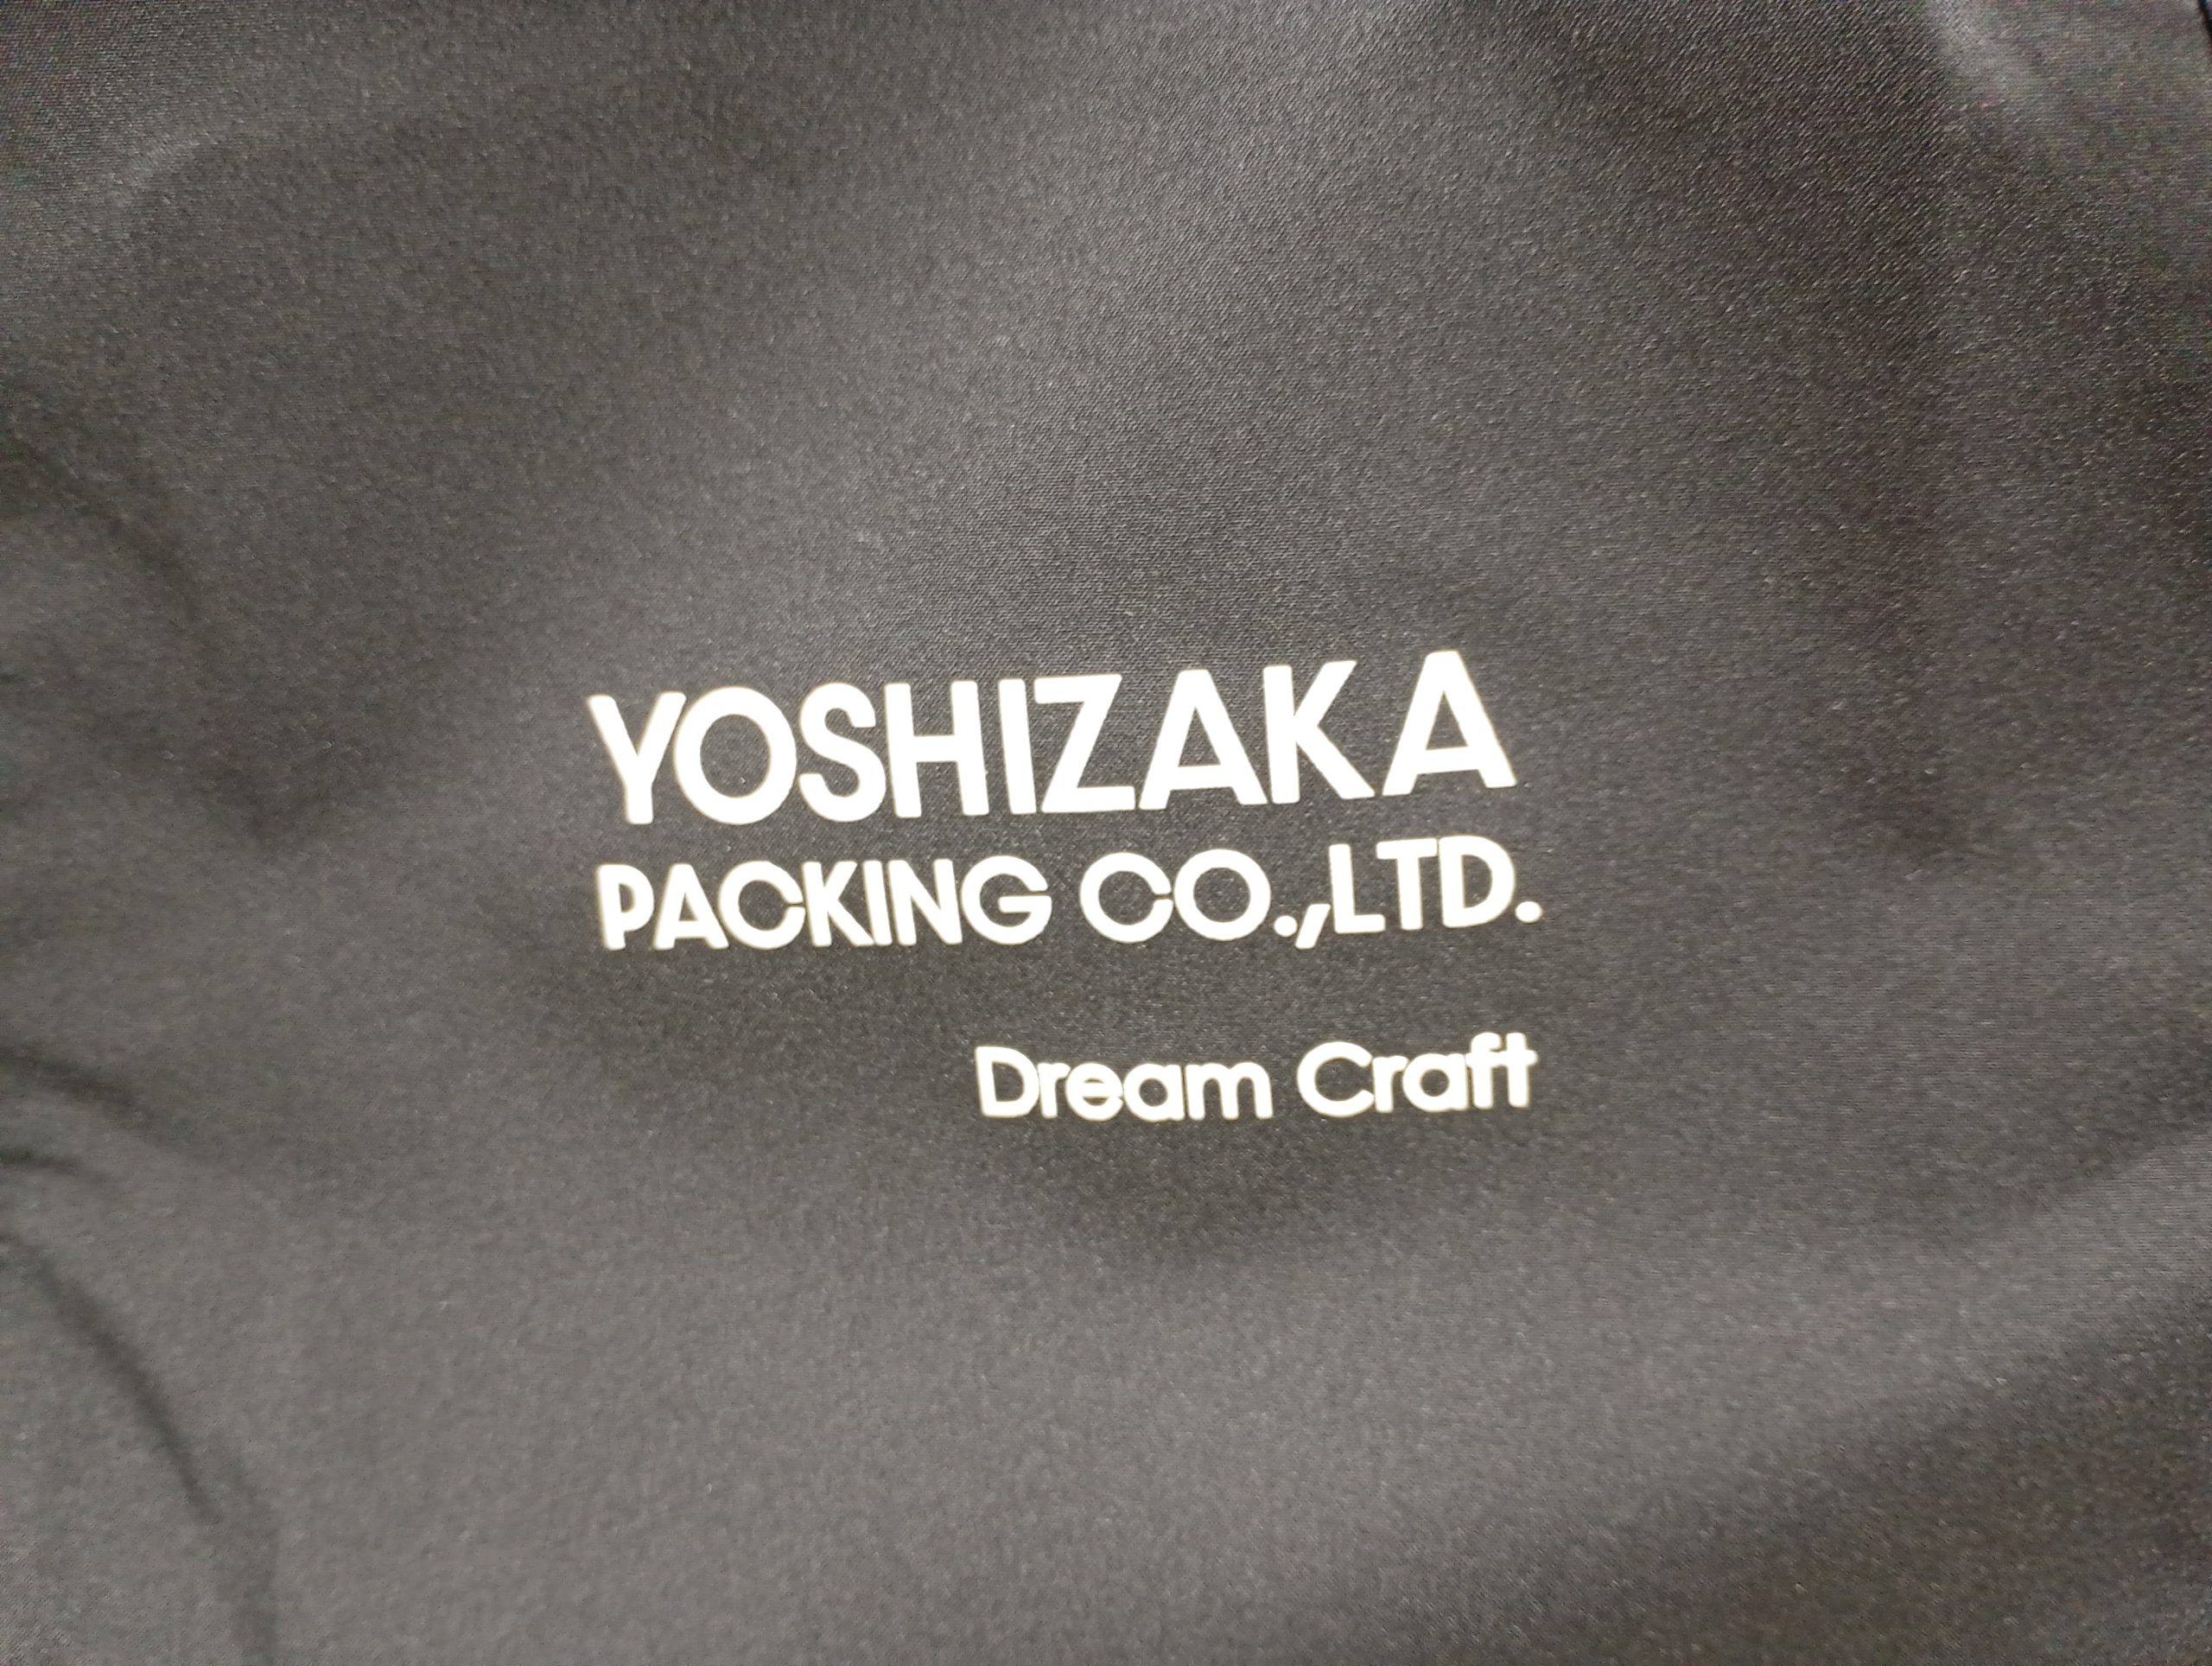 YOSHIZAKA
PACKING CO.,LTD.
Dream Craft